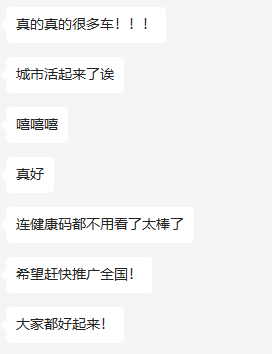 真的真的很多车！！！
城市活起来了诶
嘻嘻嘻
真好
连健康码都不用看了太棒了
希望赶快推广全国！
大家都好起来！